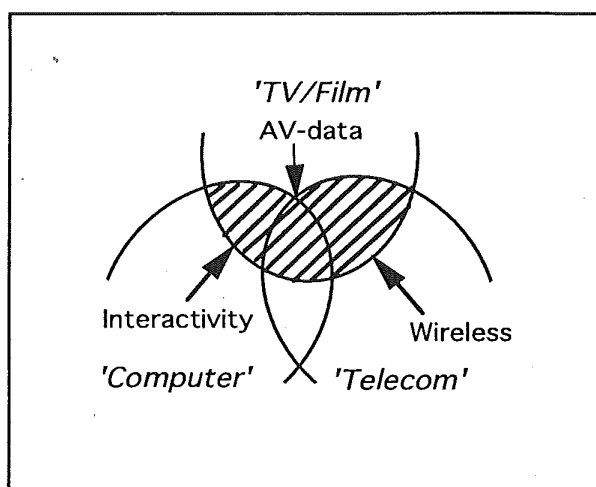 'TV/Film'
AV-data
Interactivity
Wireless
'Computer'
'Telecom'